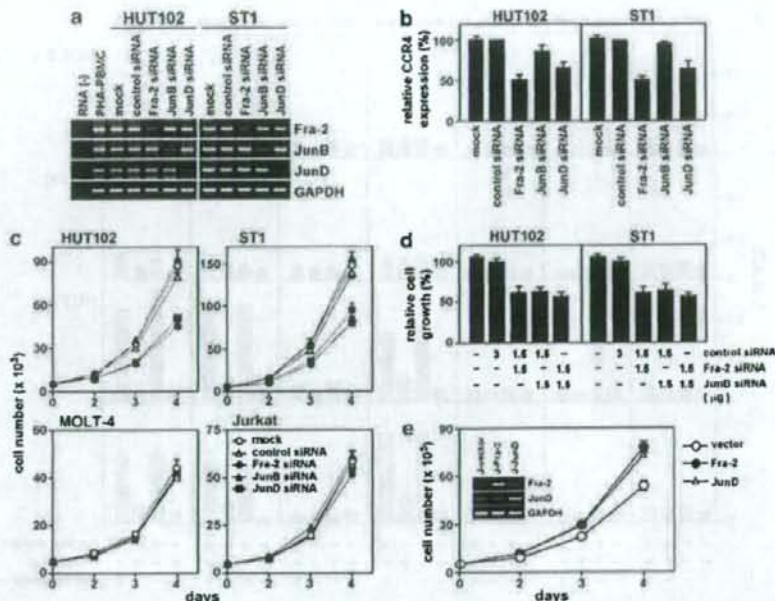 a
HUT102 ST1
RNA (-)
PHA-PBMC
mock
control siRNA
Fra-2 siRNA
JunB siRNA
JunD siRNA
mock
control siRNA
Fra-2 siRNA
JunB siRNA
JunD siRNA
Fra-2
JunB
JunD
GAPDH
b
HUT102 ST1
relative CCR4
expression (%)
100
50
0
mock
control siRNA
Fra-2 siRNA
JunB siRNA
JunD siRNA
mock
control siRNA
Fra-2 siRNA
JunB siRNA
JunD siRNA
c
HUT102 ST1
cell number (x 10³)
90
60
30
0
0 2 3 4
150
100
50
0
0 2 3 4
MOLT-4 Jurkat
60
40
20
0
0 2 3 4
75
50
25
0
0 2 3 4
mock
control siRNA
Fra-2 siRNA
JunB siRNA
JunD siRNA
days
d
HUT102 ST1
relative cell
growth (%)
100
50
0
- 3 1.5 1.5 - - 3 1.5 1.5 - control siRNA
- - 1.5 - 1.5 - - 1.5 - 1.5 Fra-2 siRNA
- - - 1.5 1.5 - - - 1.5 1.5 JunD siRNA
(µG)
e
cell number (x 10³)
90
60
30
0
0 2 3 4
days
J-vector
J-Fra-2
J-JunD
Fra-2
JunD
GAPDH
vector
Fra-2
JunD